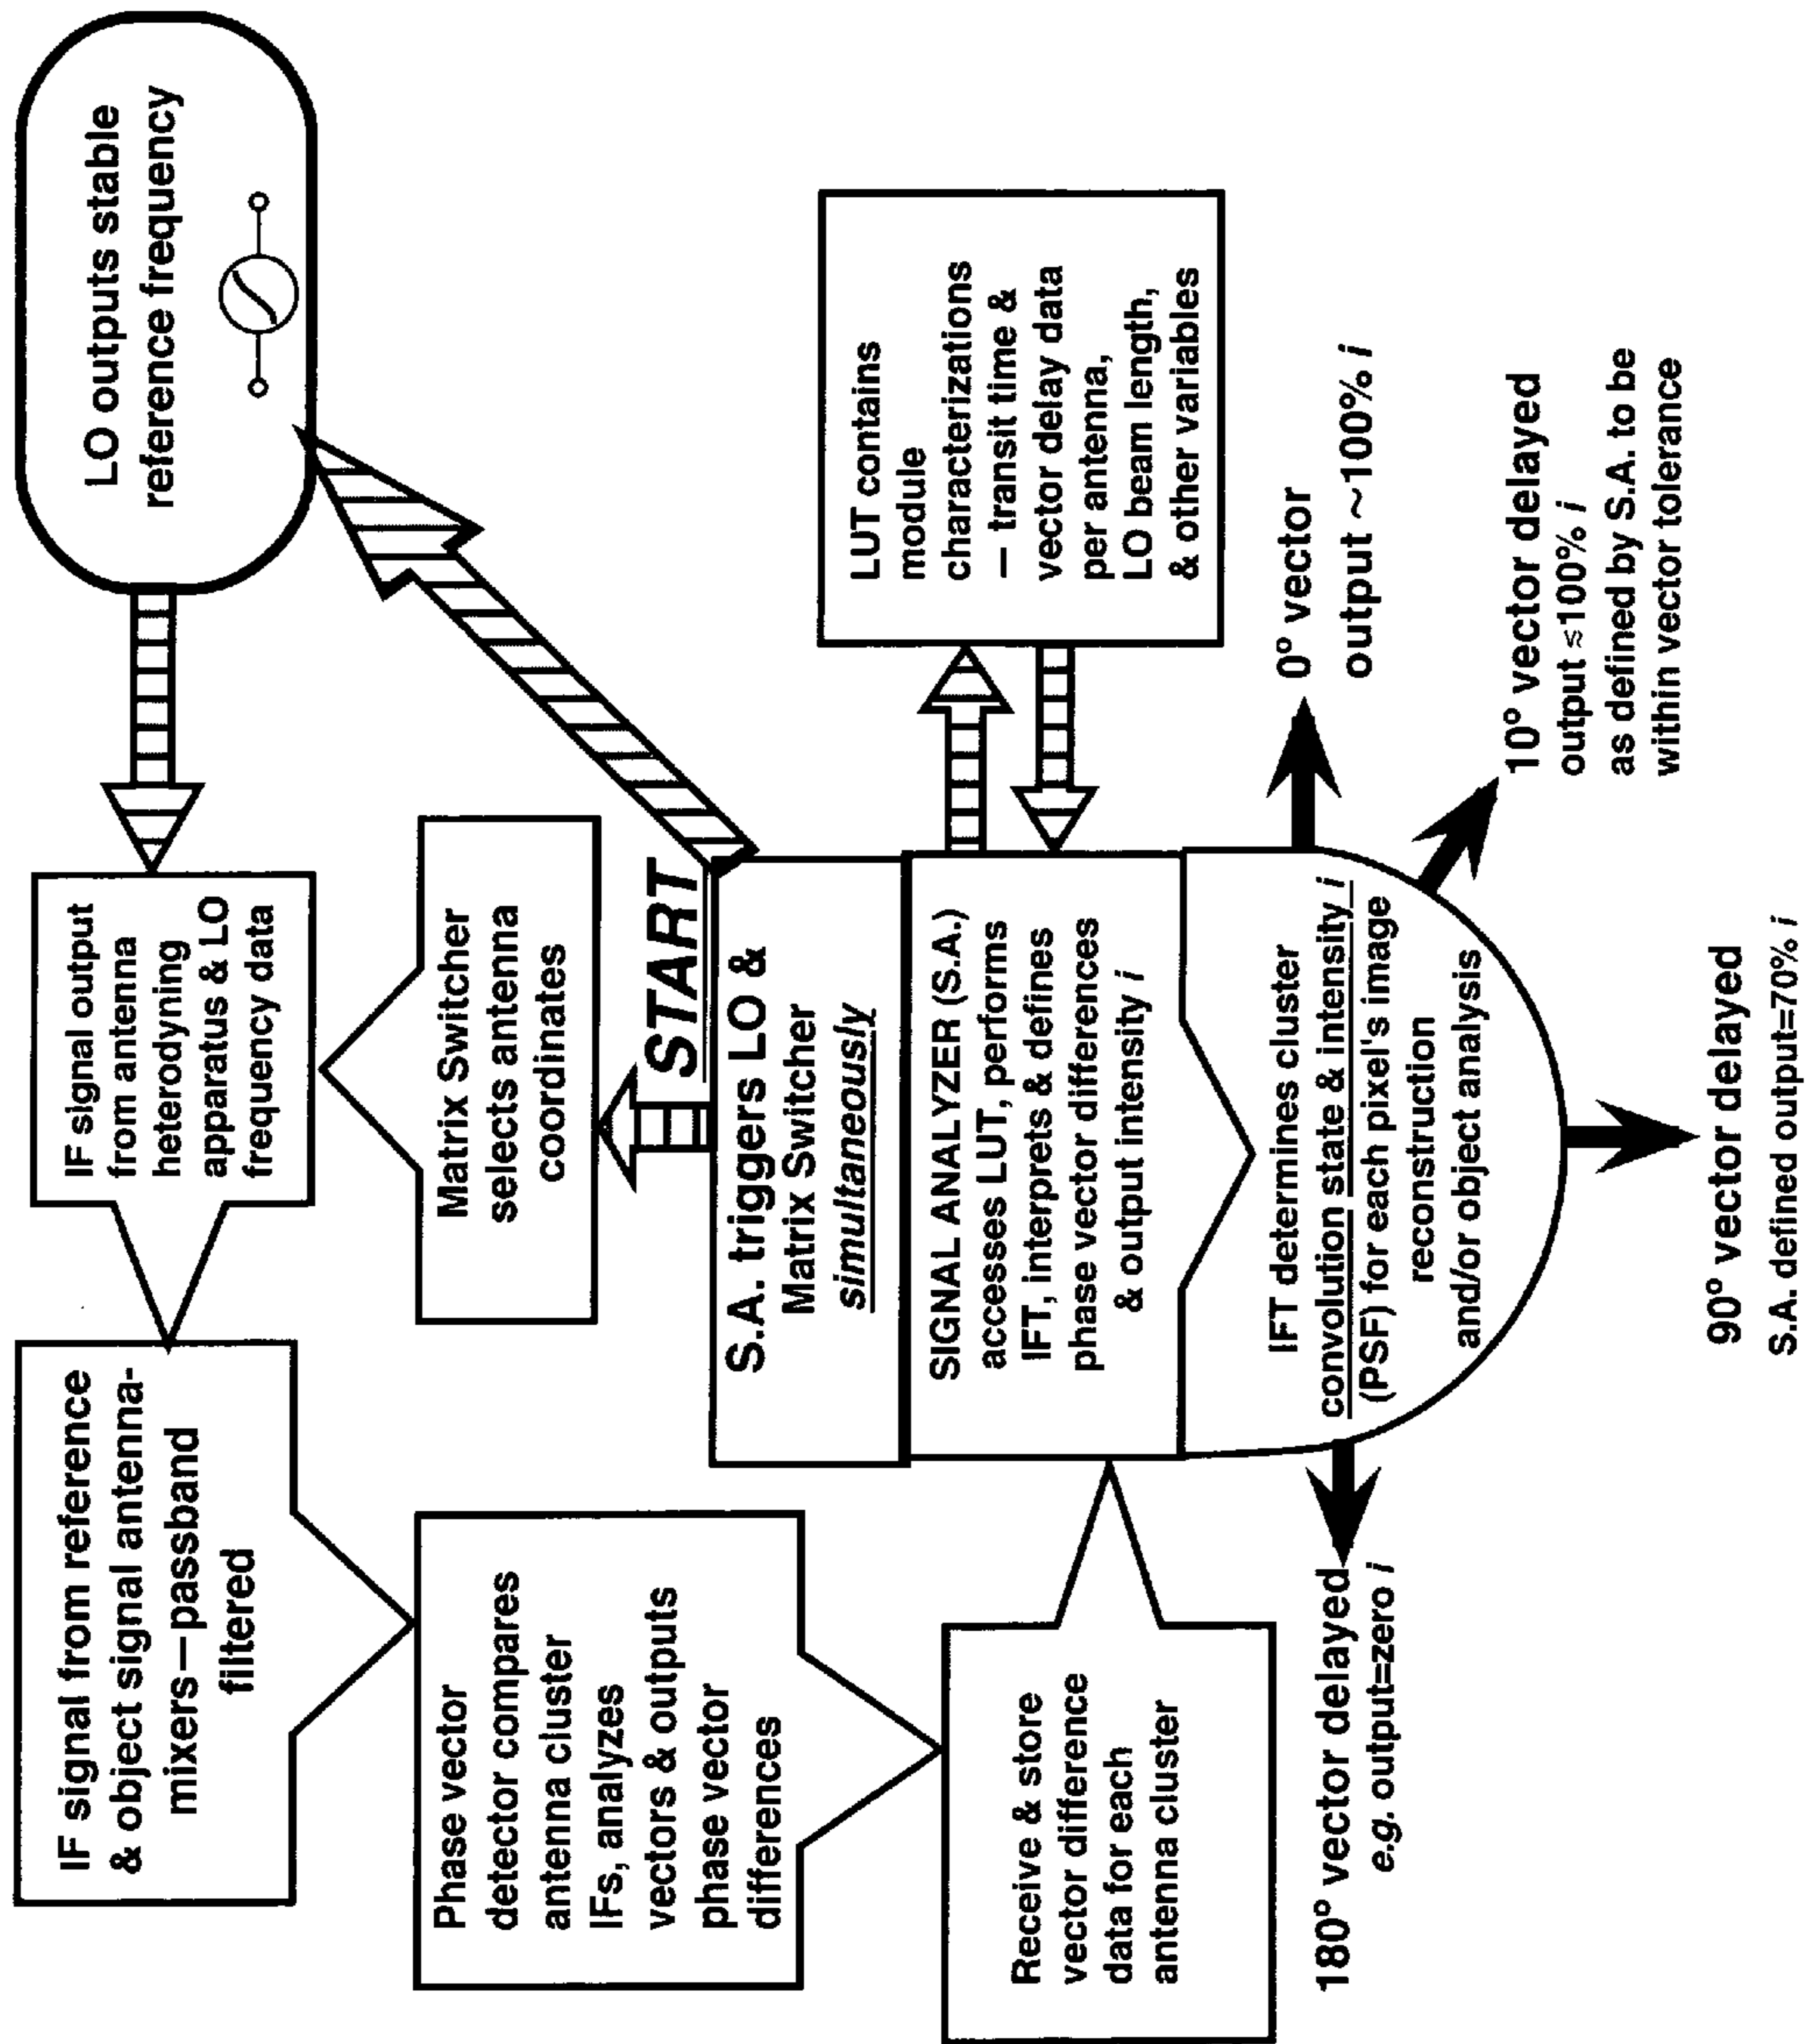 LO outputs stable
reference frequency
IF signal output
from antenna
heterodyning
apparatus & LO
frequency data
IF signal from reference
& object signal antenna-
mixers–passband
filtered
Matrix Switcher
selects antenna
coordinates
START
Phase vector
detector compares
antenna cluster
IFs, analyzes
vectors & outputs
phase vector
differences
S.A. triggers LO &
Matrix Switcher
simultaneously
SIGNAL ANALYZER (S.A.)
accesses LUT, performs
IFT, interprets & defines
phase vector differences
& output intensity i
LUT contains
module
characterizations
– transit time &
vector delay data
per antenna,
LO beam length,
& other variables
Receive & store
vector difference
data for each
antenna cluster
IFT determines cluster
convolution state & intensity i
(PSF) for each pixel's image
reconstruction
and/or object analysis
0° vector
output ~100% i
10° vector delayed
output ≲100% i
as defined by S.A. to be
within vector tolerance
90° vector delayed
S.A. defined output=70% i
180° vector delayed
e.g. output=zero i